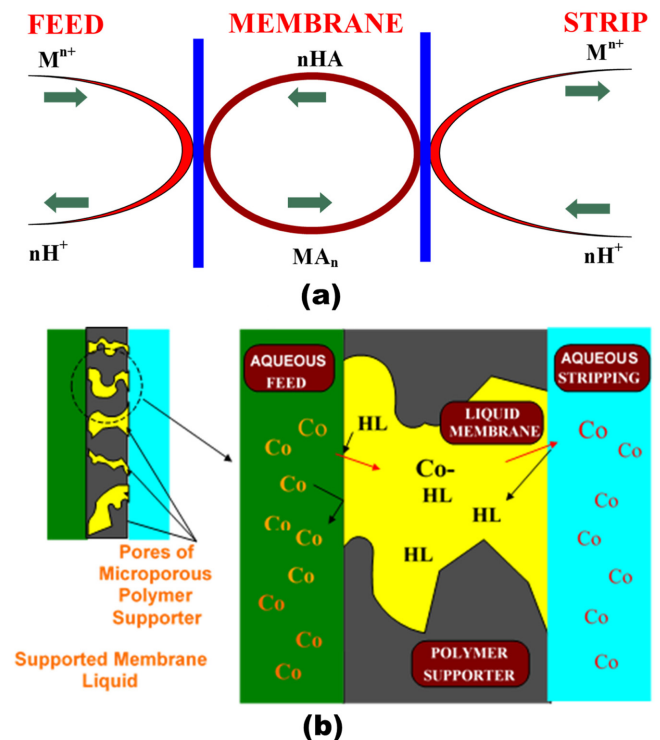 FEED
MEMBRANE
STRIP
Mⁿ⁺
nHA
Mⁿ⁺
nH⁺
MAₙ
nH⁺
(a)
AQUEOUS
FEED
Co
Co
Co
Co
Co
Co
Co
Co
Co
HL
LIQUID
MEMBRANE
Co-
HL
HL
HL
POLYMER
SUPPORTER
AQUEOUS
STRIPPING
Co
Co
Co
Co
Co
Co
Co
Pores of
Microporous
Polymer
Supporter
Supported Membrane
Liquid
(b)